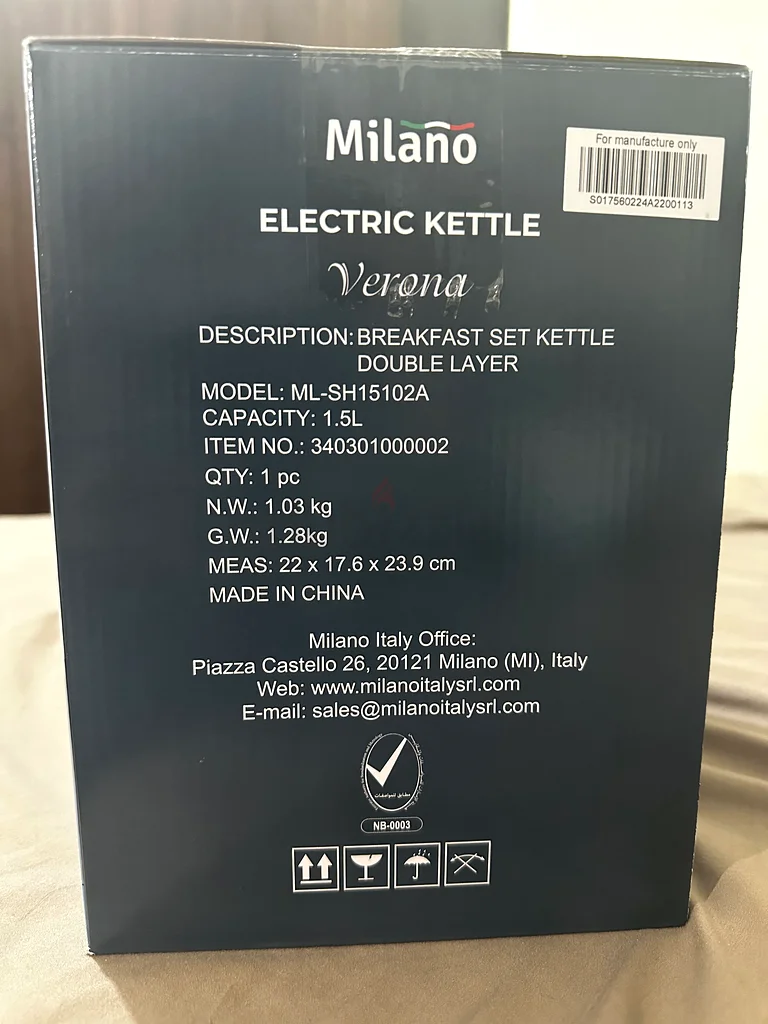 Milano
For manufacture only
S017560224A2200113
ELECTRIC KETTLE
Verona
DESCRIPTION: BREAKFAST SET KETTLE
DOUBLE LAYER
MODEL: ML-SH15102A
CAPACITY: 1.5L
ITEM NO.: 340301000002
QTY: 1 pc
N.W.: 1.03 kg
G.W.: 1.28kg
MEAS: 22 x 17.6 x 23.9 cm
MADE IN CHINA
Milano Italy Office:
Piazza Castello 26, 20121 Milano (MI), Italy
Web: www.milanoitalysrl.com
E-mail: sales@milanoitalysrl.com
مطابق للمواصفات
NB-0003